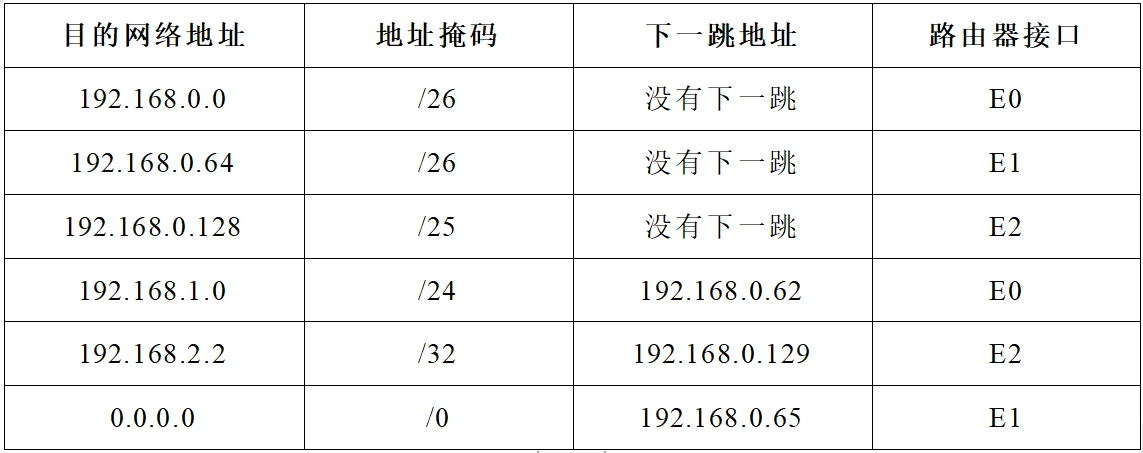 目的网络地址 地址掩码 下一跳地址 路由器接口
192.168.0.0 /26 没有下一跳 E0
192.168.0.64 /26 没有下一跳 E1
192.168.0.128 /25 没有下一跳 E2
192.168.1.0 /24 192.168.0.62 E0
192.168.2.2 /32 192.168.0.129 E2
0.0.0.0 /0 192.168.0.65 E1